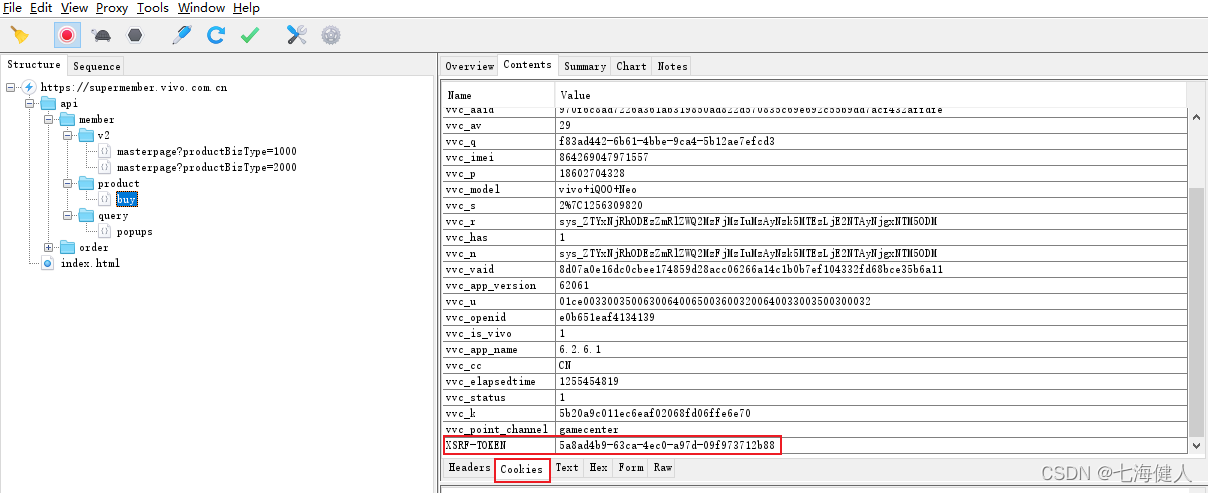 File Edit View Proxy Tools Window Help
Structure Sequence
https://supermember.vivo.com.cn
api
member
v2
masterpage?productBizType=1000
masterpage?productBizType=2000
product
buy
query
popups
order
index.html
Overview Contents Summary Chart Notes
Name Value
vvc_aaid
vvc_av 29
vvc_q f83ad442-6b61-4bbe-9ca4-5b12ae7efcd3
vvc_imei 864269047971557
vvc_p 18602704328
vvc_model vivo+iQOO+Neo
vvc_s 2%7C1256309820
vvc_r
vvc_has 1
vvc_n
vvc_vaid 8d07a0e16dc0cbee174859d28acc06266a14c1b0b7ef104332fd68bce35b6a11
vvc_app_version 62061
vvc_u 01ce003300350063006400650036003200640033003500300032
vvc_openid e0b651eaf4134139
vvc_is_vivo 1
vvc_app_name 6.2.6.1
vvc_cc CN
vvc_elapsedtime 1255454819
vvc_status 1
vvc_k 5b20a9c011ec6eaf02068fd06ffe6e70
vvc_point_channel gamecenter
XSRF-TOKEN 5a8ad4b9-63ca-4ec0-a97d-09f973712b88
Headers Cookies Text Hex Form Raw
CSDN @七海健人